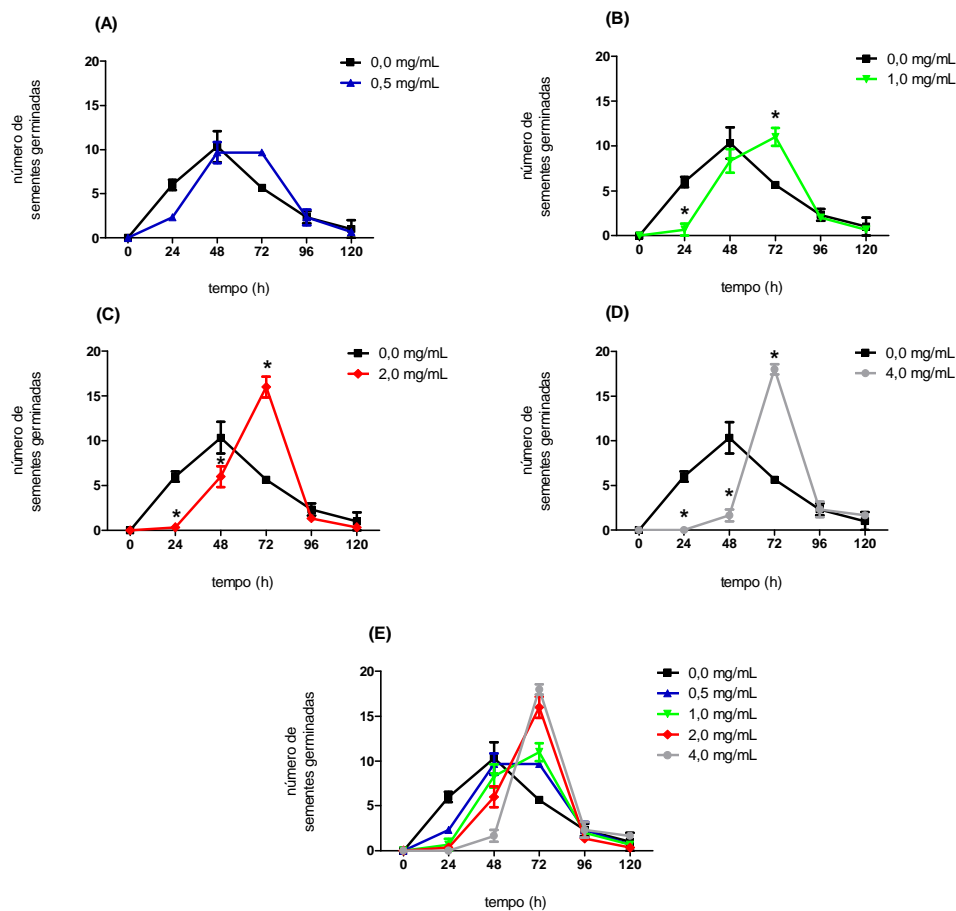 (A)
0,0 mg/mL
0,5 mg/mL
número de
sementes germinadas
20
15
10
5
0
0 24 48 72 96 120
tempo (h)
(B)
0,0 mg/mL
1,0 mg/mL
*
*
número de
sementes germinadas
20
15
10
5
0
0 24 48 72 96 120
tempo (h)
(C)
0,0 mg/mL
2,0 mg/mL
*
*
*
número de
sementes germinadas
20
15
10
5
0
0 24 48 72 96 120
tempo (h)
(D)
0,0 mg/mL
4,0 mg/mL
*
*
*
número de
sementes germinadas
20
15
10
5
0
0 24 48 72 96 120
tempo (h)
(E)
0,0 mg/mL
0,5 mg/mL
1,0 mg/mL
2,0 mg/mL
4,0 mg/mL
número de
sementes germinadas
20
15
10
5
0
0 24 48 72 96 120
tempo (h)